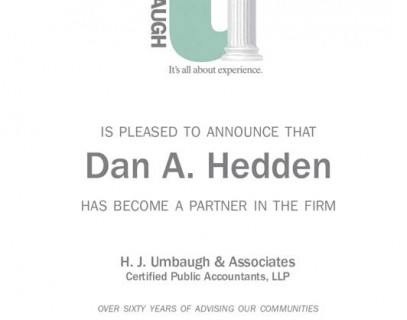 AUGH
It's all about experience.
IS PLEASED TO ANNOUNCE THAT
Dan A. Hedden
HAS BECOME A PARTNER IN THE FIRM
H. J. Umbaugh & Associates
Certified Public Accountants, LLP
OVER SIXTY YEARS OF ADVISING OUR COMMUNITIES